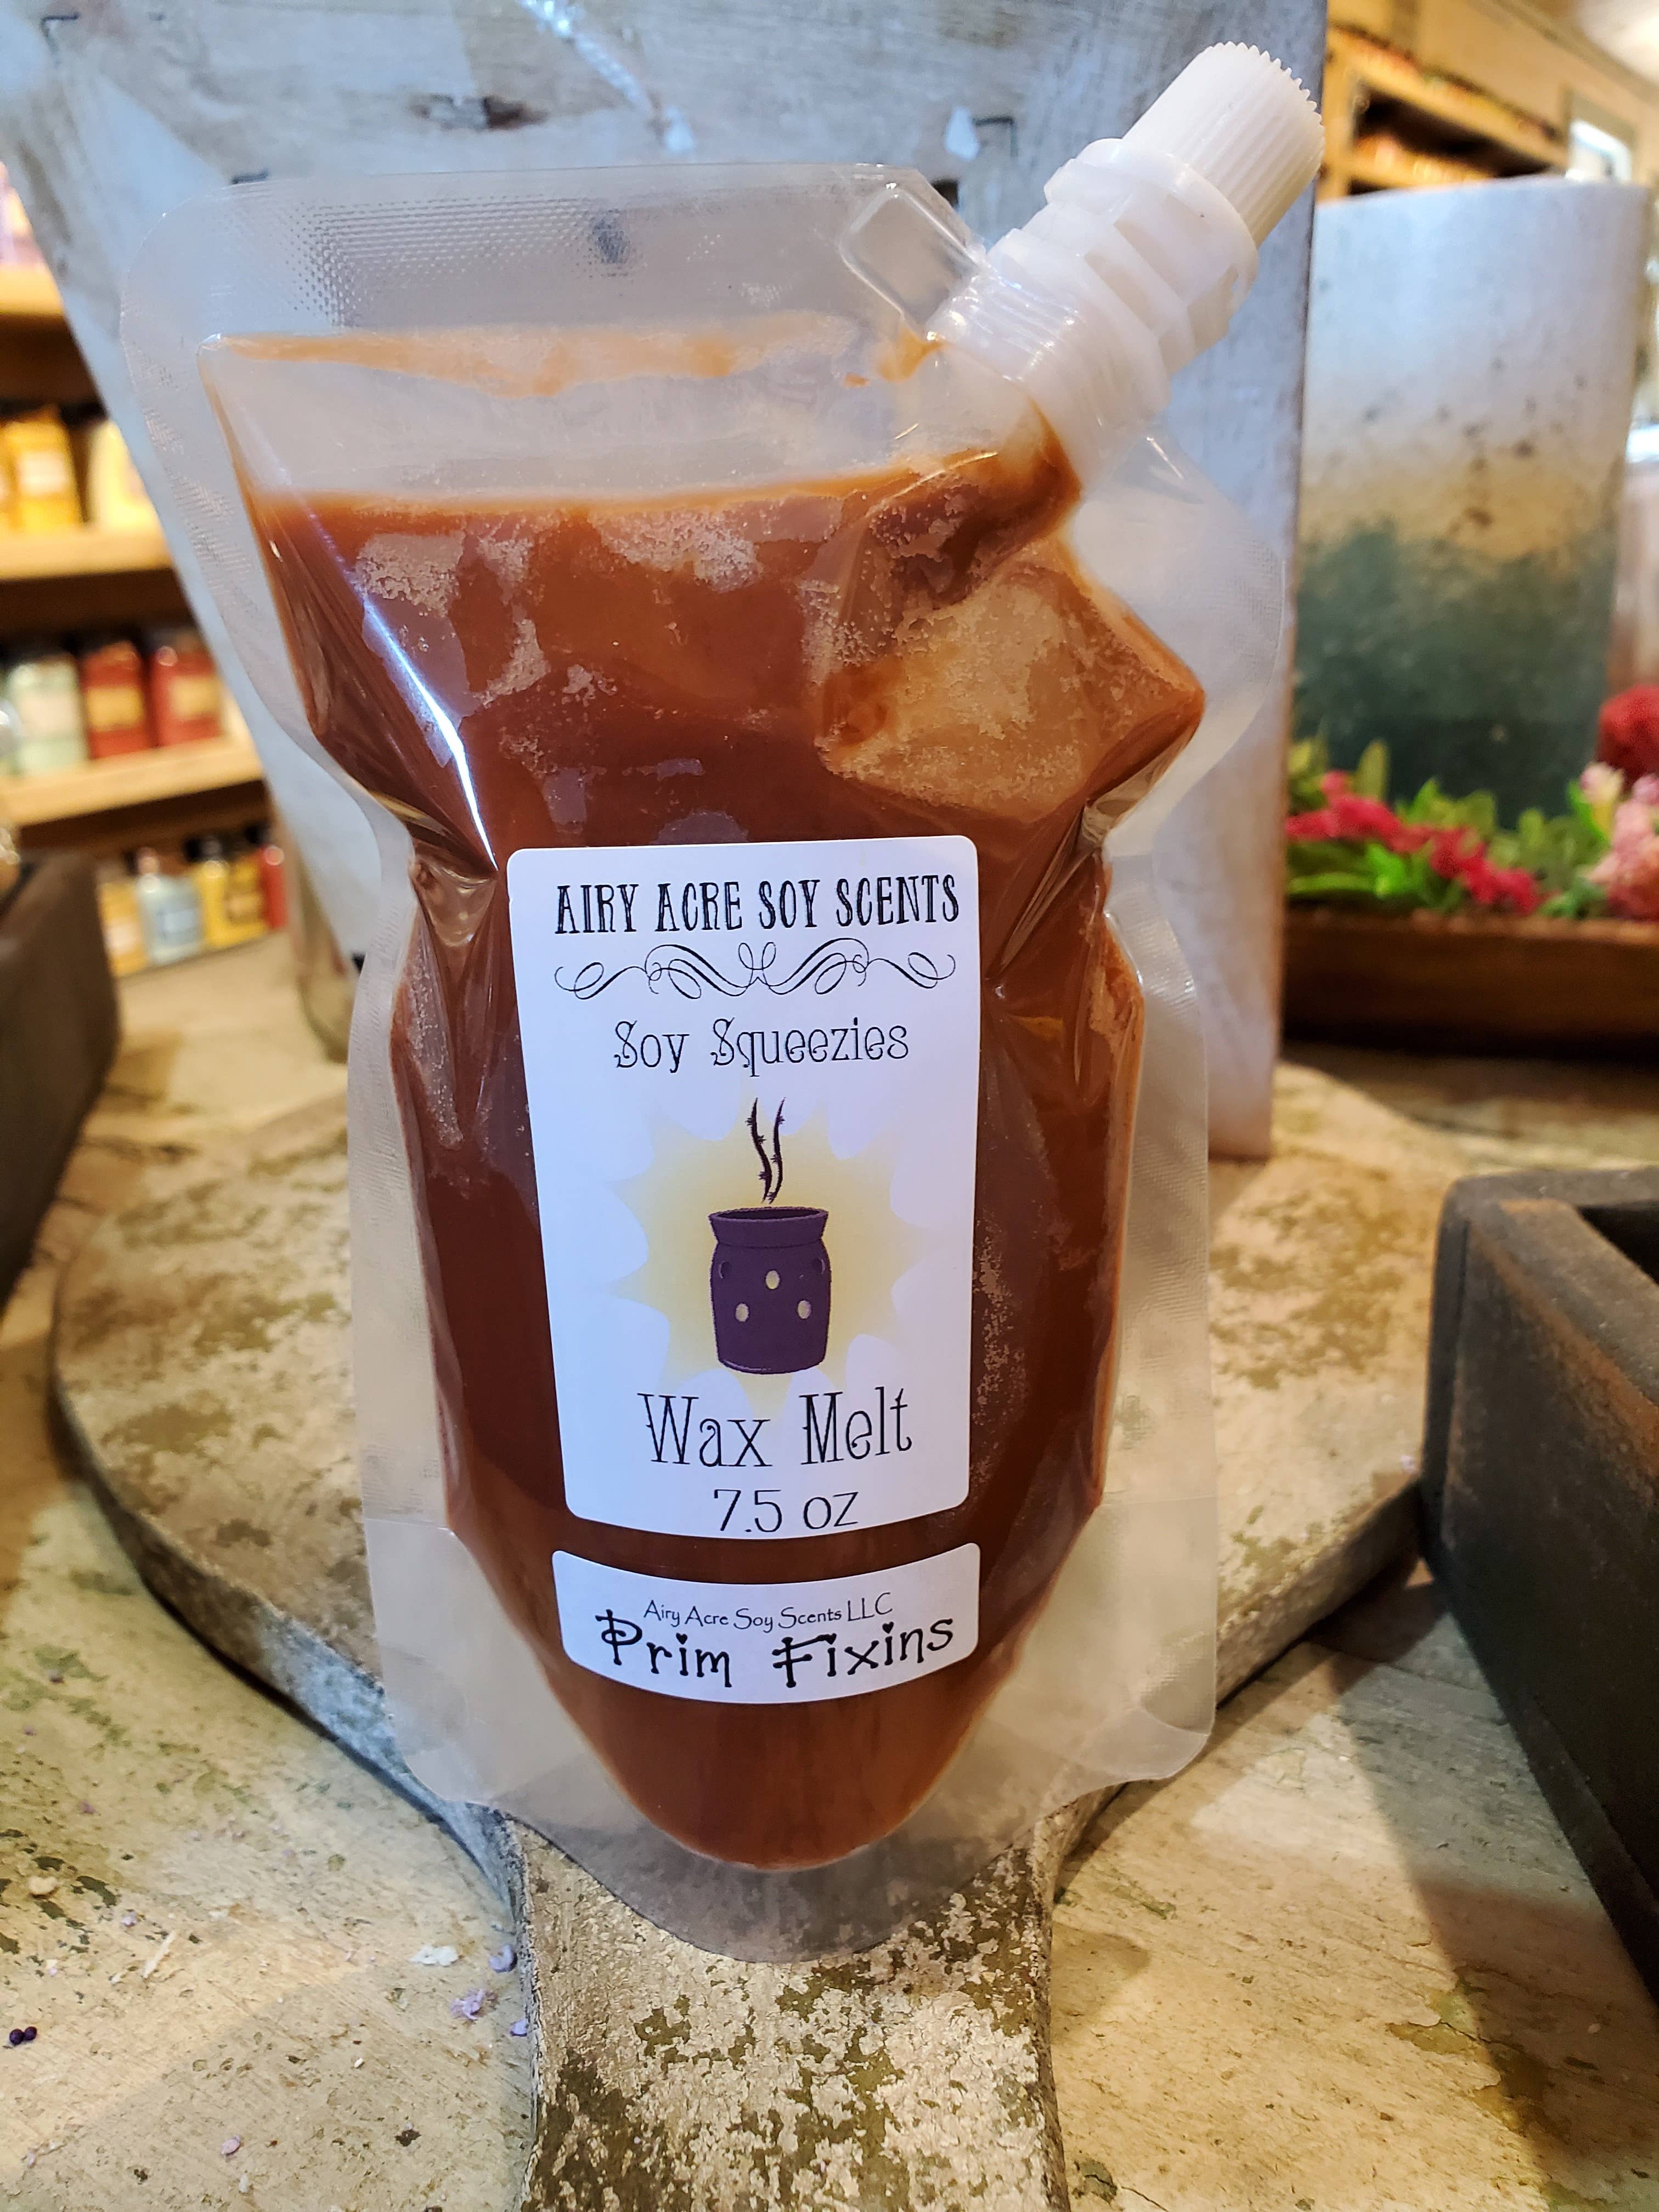 AIRY ACRE SOY SCENTS
Soy Squeezies
Wax Melt
7.5 oz
Airy Acre Soy Scents LLC
Prim Fixins